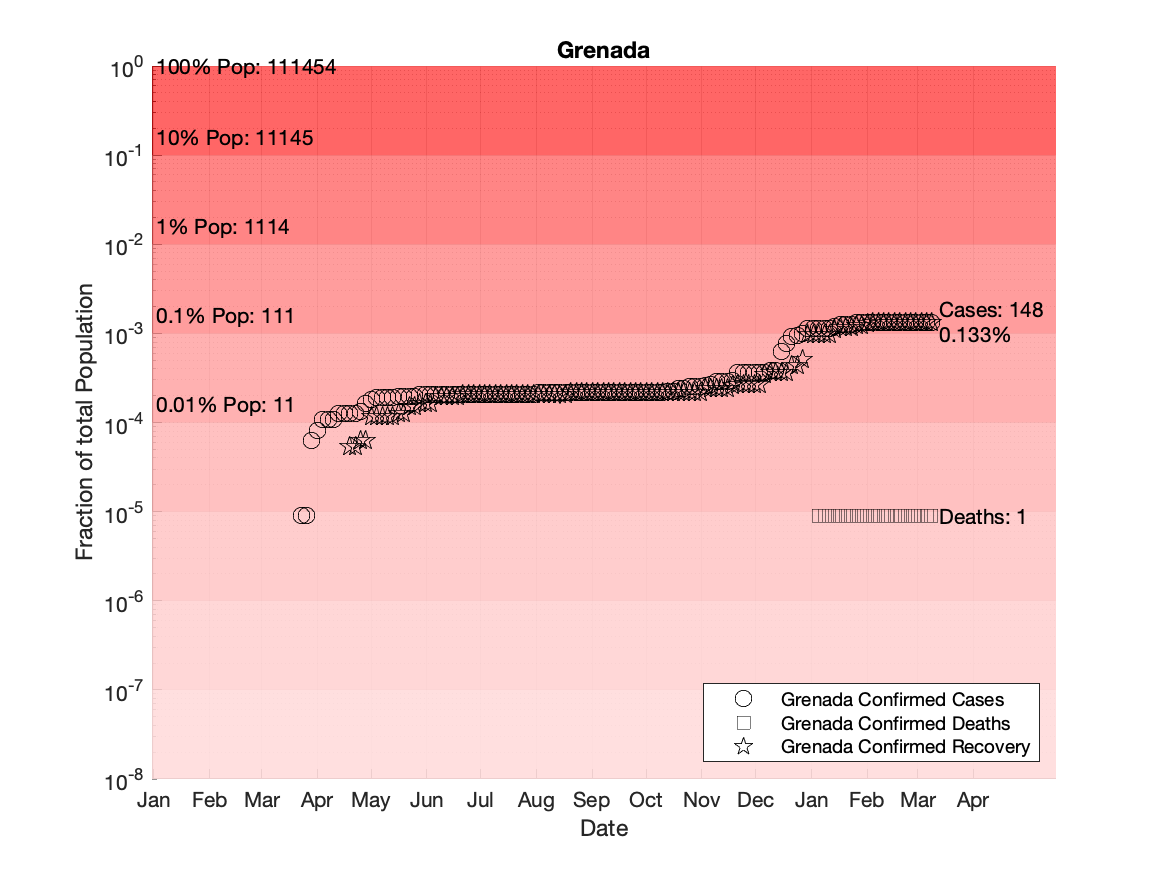 Grenada
10^0
100% Pop: 111454
10% Pop: 11145
10^-1
1% Pop: 1114
10^-2
0.1% Pop: 111
10^-3
Cases: 148
0.133%
0.01% Pop: 11
10^-4
10^-5
Deaths: 1
10^-6
10^-7
10^-8
Fraction of total Population
Grenada Confirmed Cases
Grenada Confirmed Deaths
Grenada Confirmed Recovery
Jan Feb Mar Apr May Jun Jul Aug Sep Oct Nov Dec Jan Feb Mar Apr
Date